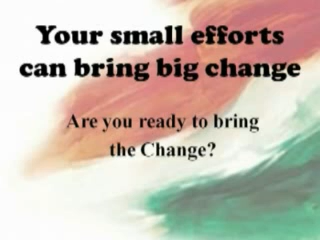 Your small efforts
can bring big change
Are you ready to bring
the Change?